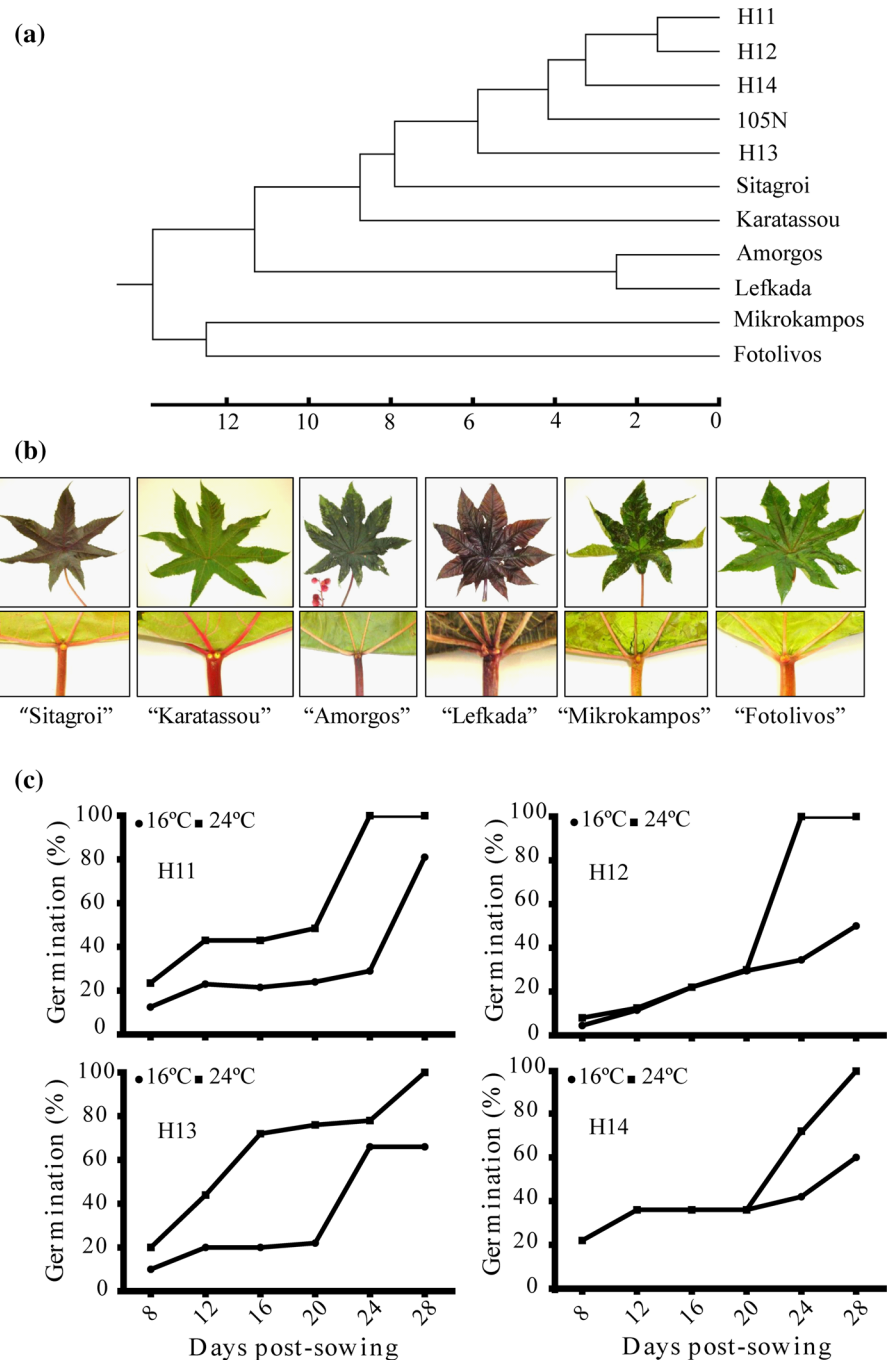 (a)
H11
H12
H14
105N
H13
Sitagroi
Karatassou
Amorgos
Lefkada
Mikrokampos
Fotolivos
12 10 8 6 4 2 0
(b)
“Sitagroi” “Karatassou” “Amorgos” “Lefkada” “Mikrokampos” “Fotolivos”
(c)
Germination (%)
100
80
60
40
20
0
16ºC 24ºC
H11
Germination (%)
100
80
60
40
20
0
16ºC 24ºC
H12
Germination (%)
100
80
60
40
20
0
16ºC 24ºC
H13
8 12 16 20 24 28
Days post-sowing
Germination (%)
100
80
60
40
20
0
16ºC 24ºC
H14
8 12 16 20 24 28
Days post-sowing